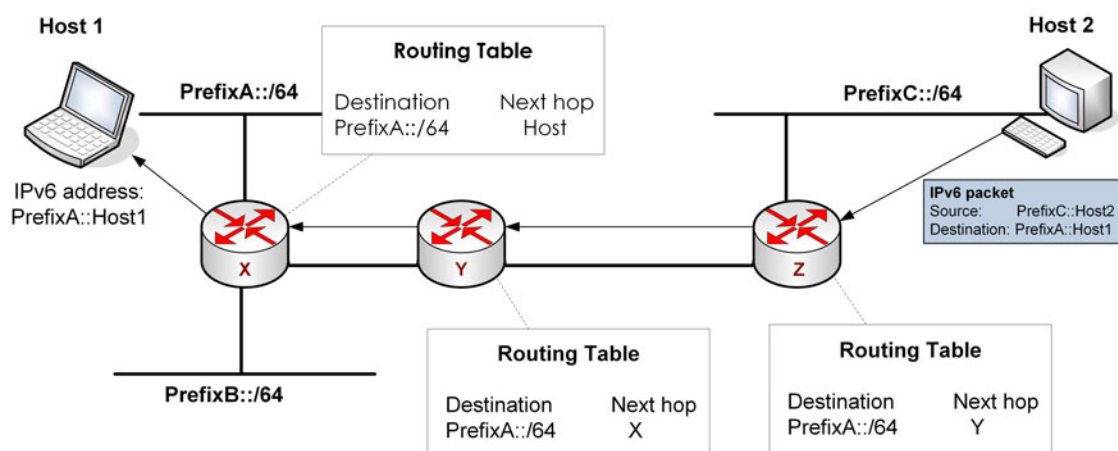 Host 1
Host 2
Routing Table
PrefixA::/64
PrefixC::/64
Destination Next hop
PrefixA::/64 Host
IPv6 address:
PrefixA::Host1
IPv6 packet
Source: PrefixC::Host2
Destination: PrefixA::Host1
X
Y
Z
PrefixB::/64
Routing Table
Destination Next hop
PrefixA::/64 X
Routing Table
Destination Next hop
PrefixA::/64 Y